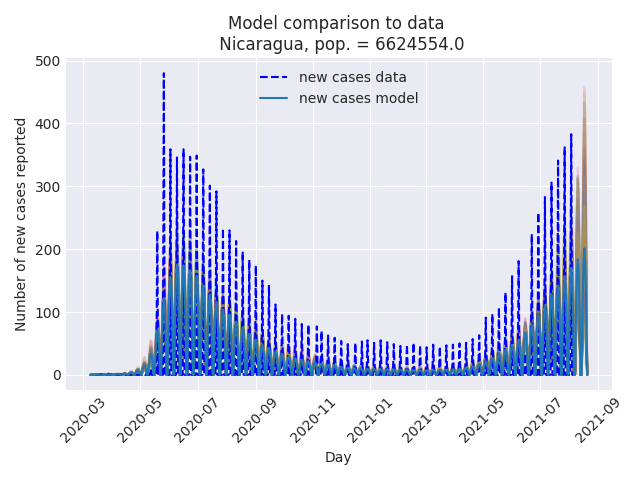 Model comparison to data
Nicaragua, pop. = 6624554.0
500
400
300
200
100
0
Number of new cases reported
new cases data
new cases model
2020-03
2020-05
2020-07
2020-09
2020-11
2021-01
2021-03
2021-05
2021-07
2021-09
Day